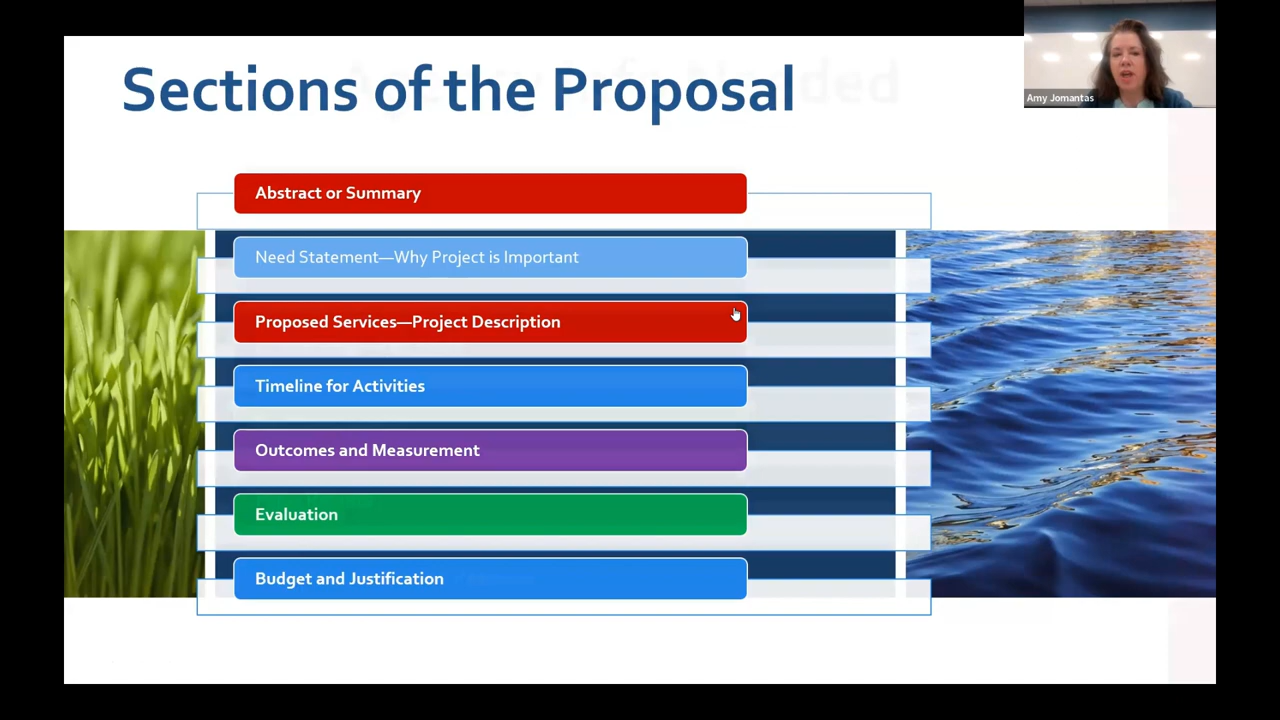 Sections of the Proposal
Amy Jomantas
Abstract or Summary
Need Statement—Why Project is Important
Proposed Services—Project Description
Timeline for Activities
Outcomes and Measurement
Evaluation
Budget and Justification